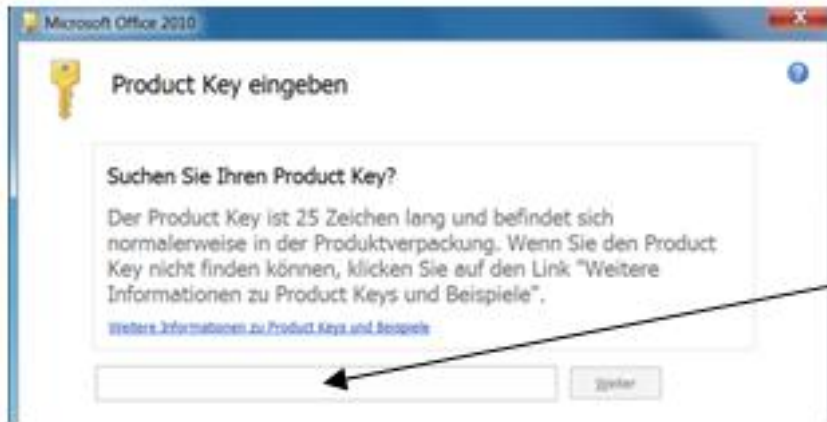 Microsoft Office 2010
Product Key eingeben
Suchen Sie Ihren Product Key?
Der Product Key ist 25 Zeichen lang und befindet sich
normalerweise in der Produktverpackung. Wenn Sie den Product
Key nicht finden können, klicken Sie auf den Link "Weitere
Informationen zu Product Keys und Beispiele".
Weitere Informationen zu Product Keys und Beispiele
Weiter